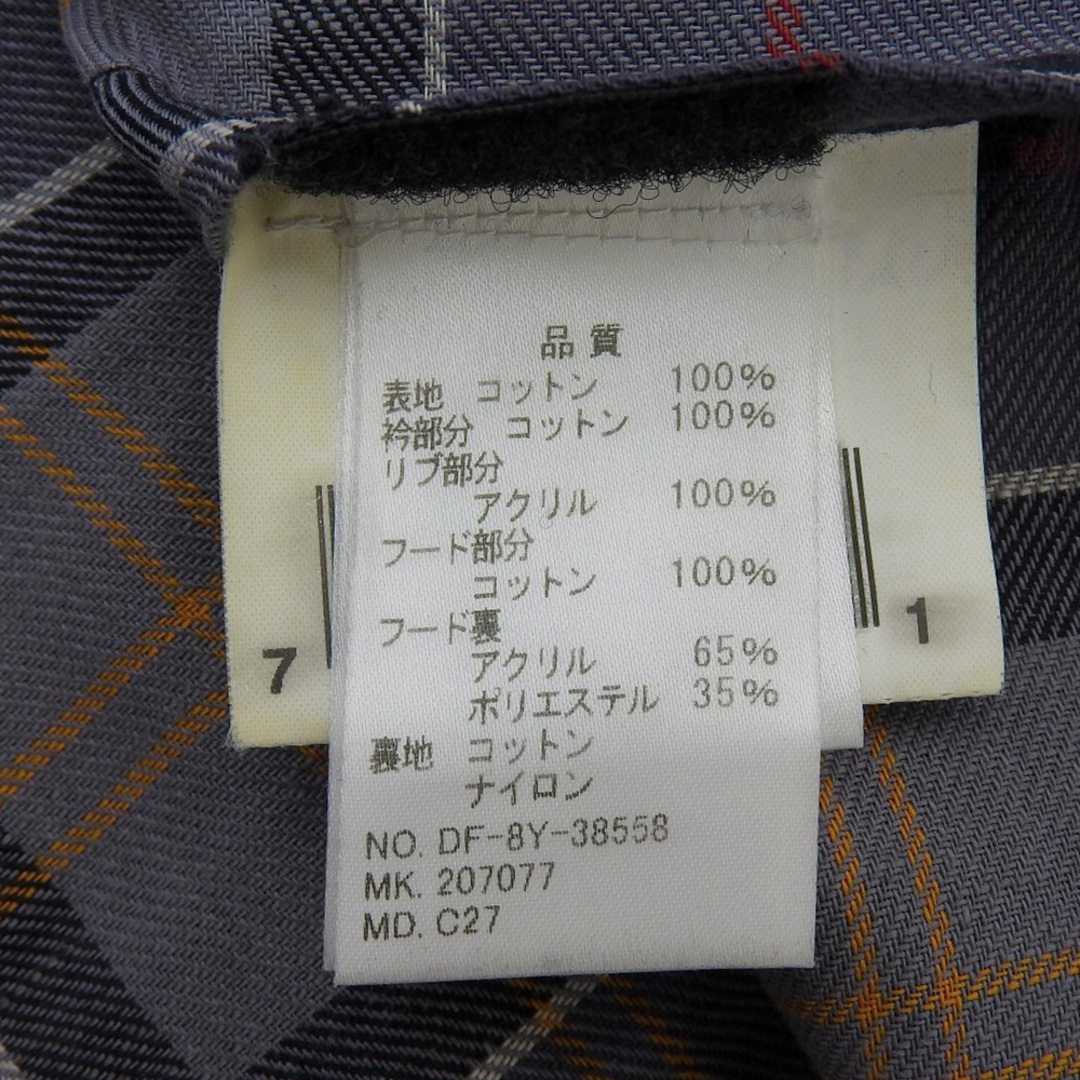 品質
表地 コットン 100%
衿部分 コットン 100%
リブ部分
アクリル 100%
フード部分
コットン 100%
フード裏
アクリル 65%
ポリエステル 35%
裏地 コットン
ナイロン
NO. DF-8Y-38558
MK. 207077
MD. C27
7
1